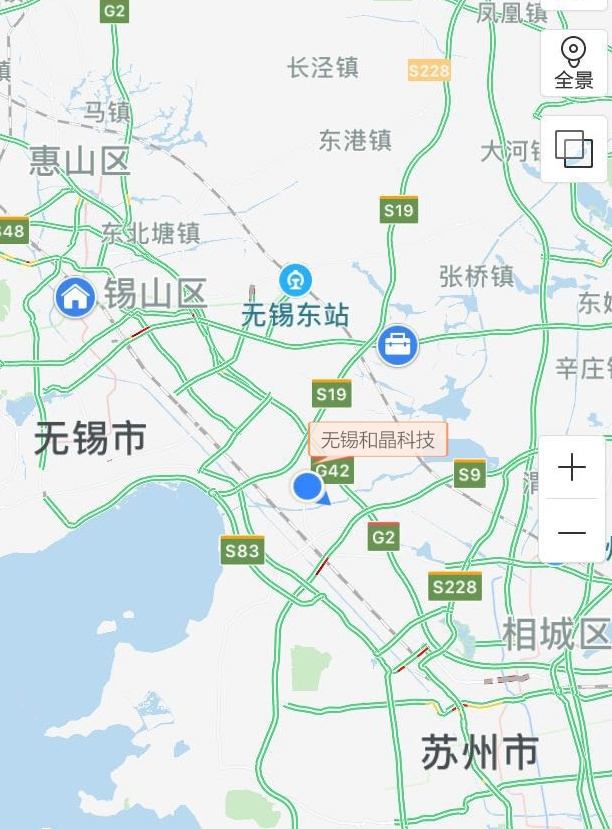 G2
凤凰镇
长泾镇
S228
全景
马镇
东港镇
大河镇
惠山区
S19
S48
东北塘镇
张桥镇
锡山区
无锡东站
辛庄镇
S19
无锡市
无锡和晶科技
G42
S9
G2
S83
S228
相城区
苏州市